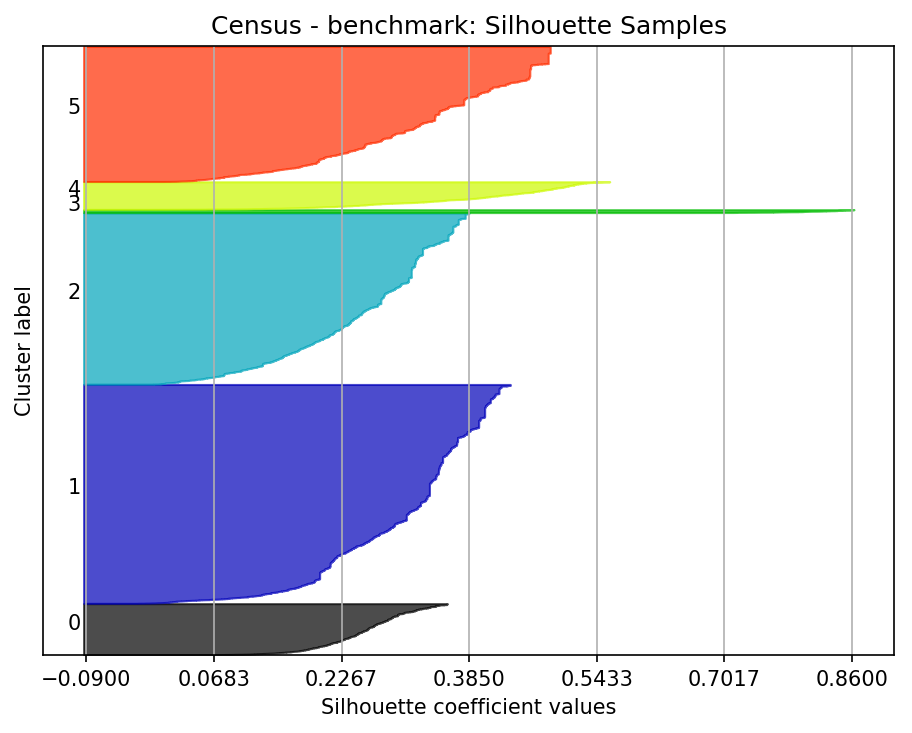 Census - benchmark: Silhouette Samples
5
4
3
2
1
0
Cluster label
−0.0900 0.0683 0.2267 0.3850 0.5433 0.7017 0.8600
Silhouette coefficient values